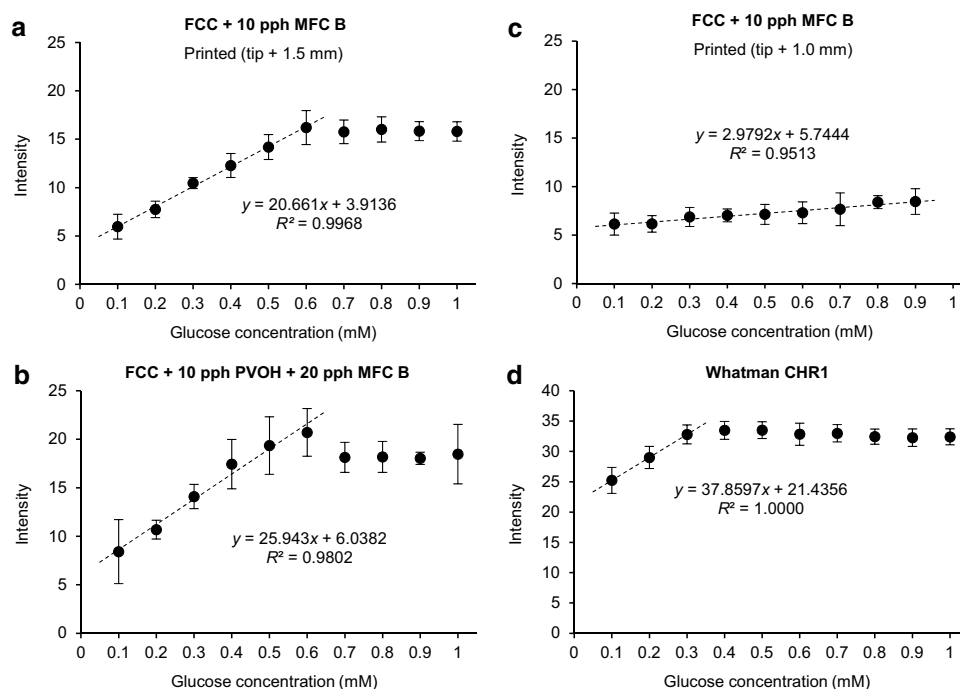 a
FCC + 10 pph MFC B
Printed (tip + 1.5 mm)
25
20
15
10
5
0
Intensity
y = 20.661x + 3.9136
R² = 0.9968
0 0.1 0.2 0.3 0.4 0.5 0.6 0.7 0.8 0.9 1
Glucose concentration (mM)
b
FCC + 10 pph PVOH + 20 pph MFC B
25
20
15
10
5
0
Intensity
y = 25.943x + 6.0382
R² = 0.9802
0 0.1 0.2 0.3 0.4 0.5 0.6 0.7 0.8 0.9 1
Glucose concentration (mM)
c
FCC + 10 pph MFC B
Printed (tip + 1.0 mm)
25
20
15
10
5
0
Intensity
y = 2.9792x + 5.7444
R² = 0.9513
0 0.1 0.2 0.3 0.4 0.5 0.6 0.7 0.8 0.9 1
Glucose concentration (mM)
d
Whatman CHR1
40
35
30
25
20
15
10
5
0
Intensity
y = 37.8597x + 21.4356
R² = 1.0000
0 0.1 0.2 0.3 0.4 0.5 0.6 0.7 0.8 0.9 1
Glucose concentration (mM)